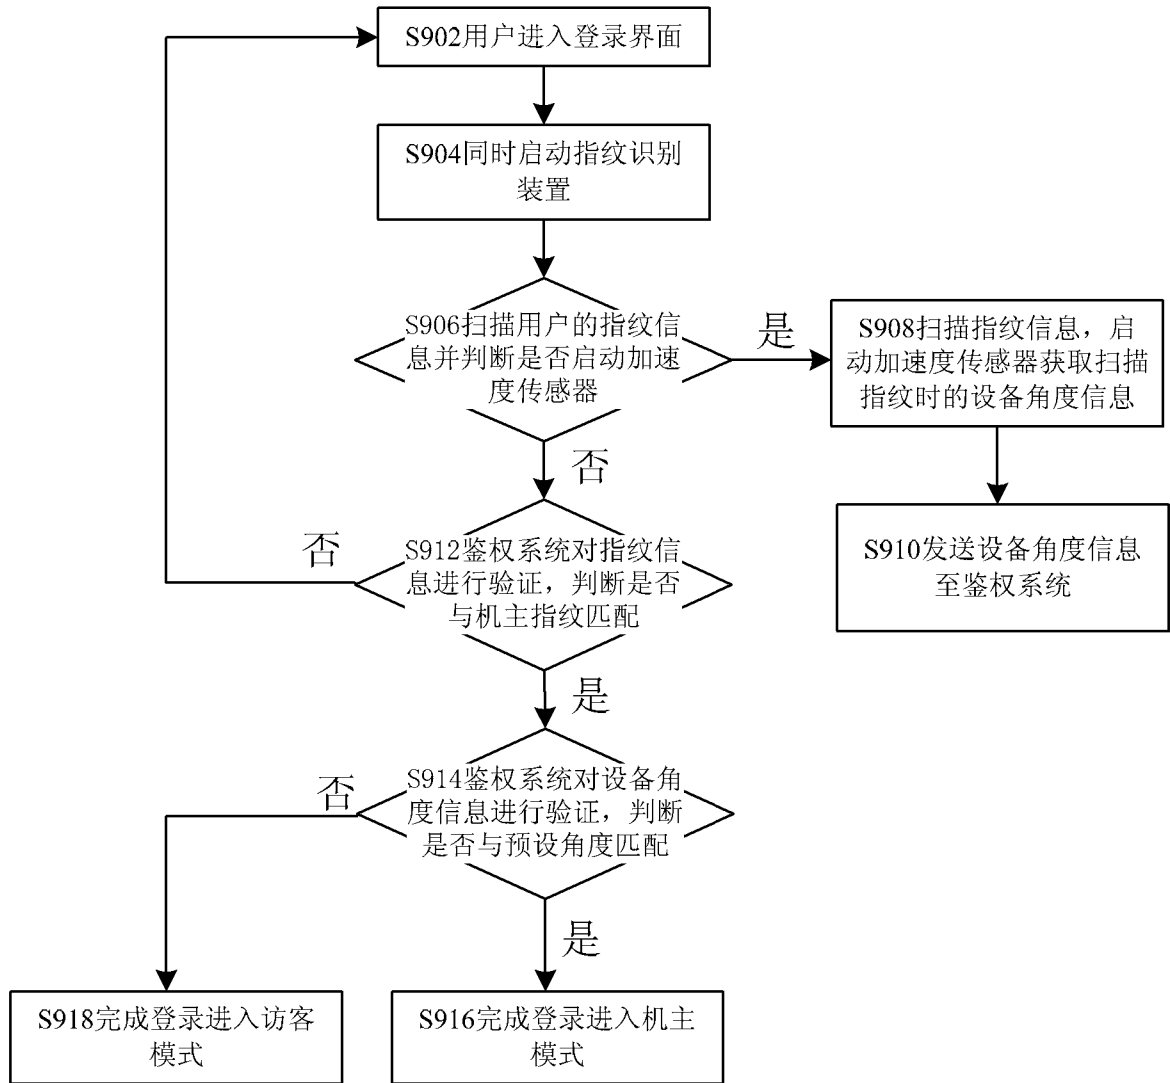 S902用户进入登录界面
S904同时启动指纹识别
装置
S906扫描用户的指纹信
息并判断是否启动加速
度传感器
是
S908扫描指纹信息，启
动加速度传感器获取扫描
指纹时的设备角度信息
否
S910发送设备角度信息
至鉴权系统
S912鉴权系统对指纹信
息进行验证，判断是否
与机主指纹匹配
否
是
S914鉴权系统对设备角
度信息进行验证，判断
是否与预设角度匹配
否
是
S918完成登录进入访客
模式
S916完成登录进入机主
模式